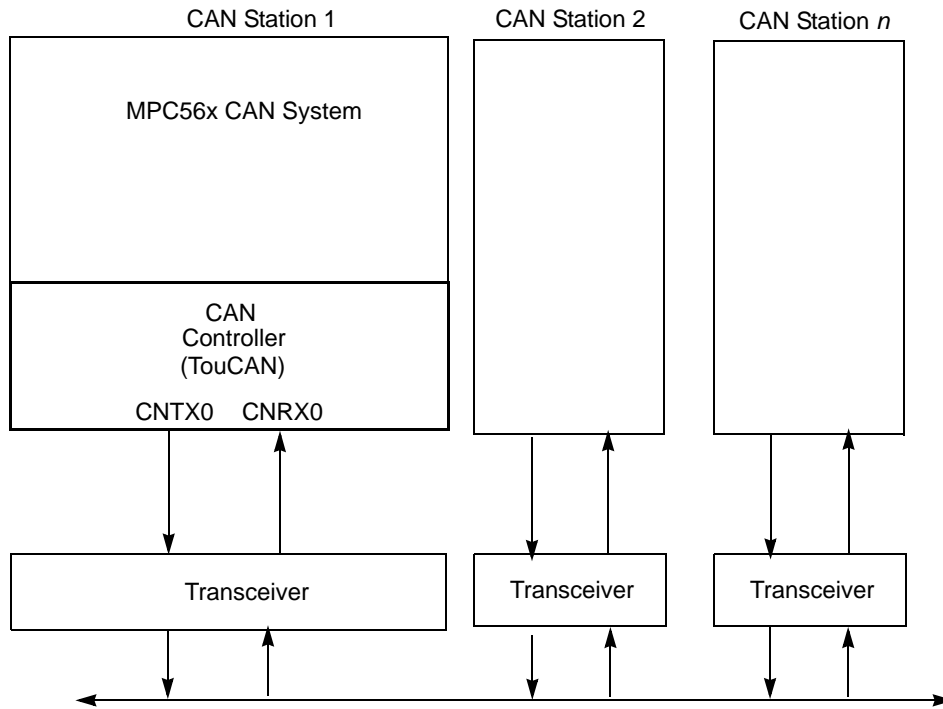 CAN Station 1
CAN Station 2
CAN Station n
MPC56x CAN System
CAN
Controller
(TouCAN)
CNTX0 CNRX0
Transceiver
Transceiver
Transceiver